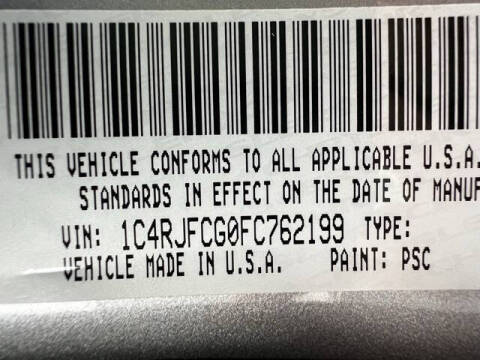 THIS VEHICLE CONFORMS TO ALL APPLICABLE U.S.A.
STANDARDS IN EFFECT ON THE DATE OF MANUF
VIN: 1C4RJFCG0FC762199 TYPE:
VEHICLE MADE IN U.S.A. PAINT: PSC